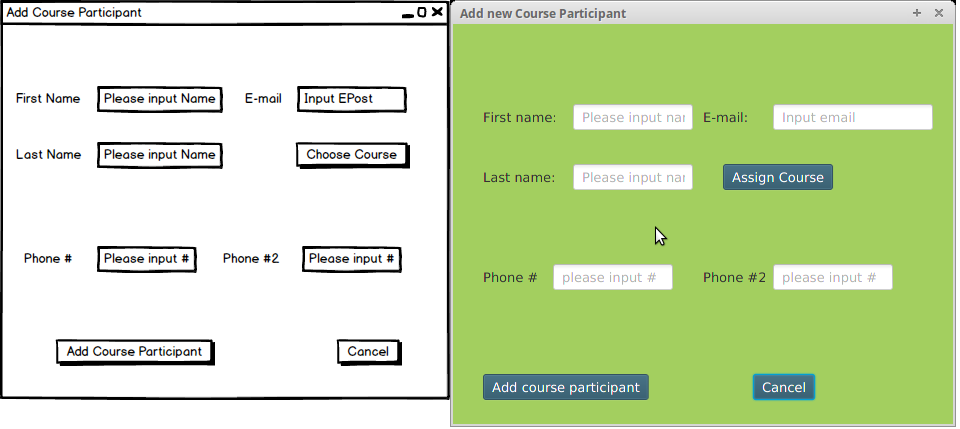 Add Course Participant
First Name Please input Name E-mail Input EPost
Last Name Please input Name Choose Course
Phone # Please input # Phone #2 Please input #
Add Course Participant Cancel
Add new Course Participant
First name: Please input nar E-mail: Input email
Last name: Please input nar Assign Course
Phone # please input # Phone #2 please input #
Add course participant Cancel